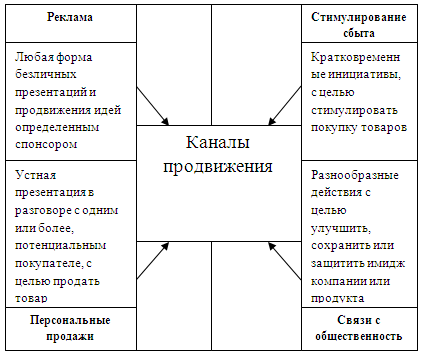 Реклама
Любая форма
безличных
презентаций и
продвижения идей
определенным
спонсором
Стимулирование
сбыта
Кратковремен
ные инициативы,
с целью
стимулировать
покупку товаров
Каналы
продвижения
Устная
презентация в
разговоре с одним
или более,
потенциальным
покупателе, с
целью продать
товар
Персональные
продажи
Разнообразные
действия с
целью
улучшить,
сохранить или
защитить имидж
компании или
продукта
Связи с
общественность